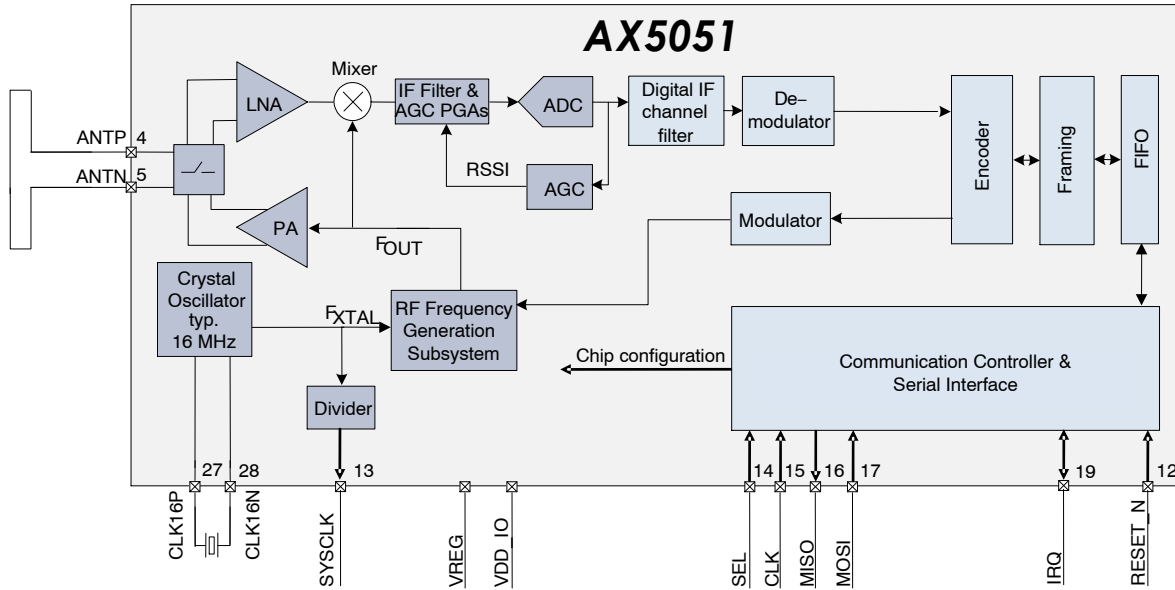 AX5051
Mixer
LNA
IF Filter &
AGC PGAs
ADC
Digital IF
channel
filter
De–
modulator
Encoder
Framing
FIFO
ANTP 4
ANTN 5
RSSI
AGC
PA
Modulator
FOUT
Crystal
Oscillator
typ.
16 MHz
FXTAL
RF Frequency
Generation
Subsystem
Chip configuration
Communication Controller &
Serial Interface
Divider
27
28
13
14
15
16
17
19
12
CLK16P
CLK16N
SYSCLK
VREG
VDD_IO
SEL
CLK
MISO
MOSI
IRQ
RESET_N